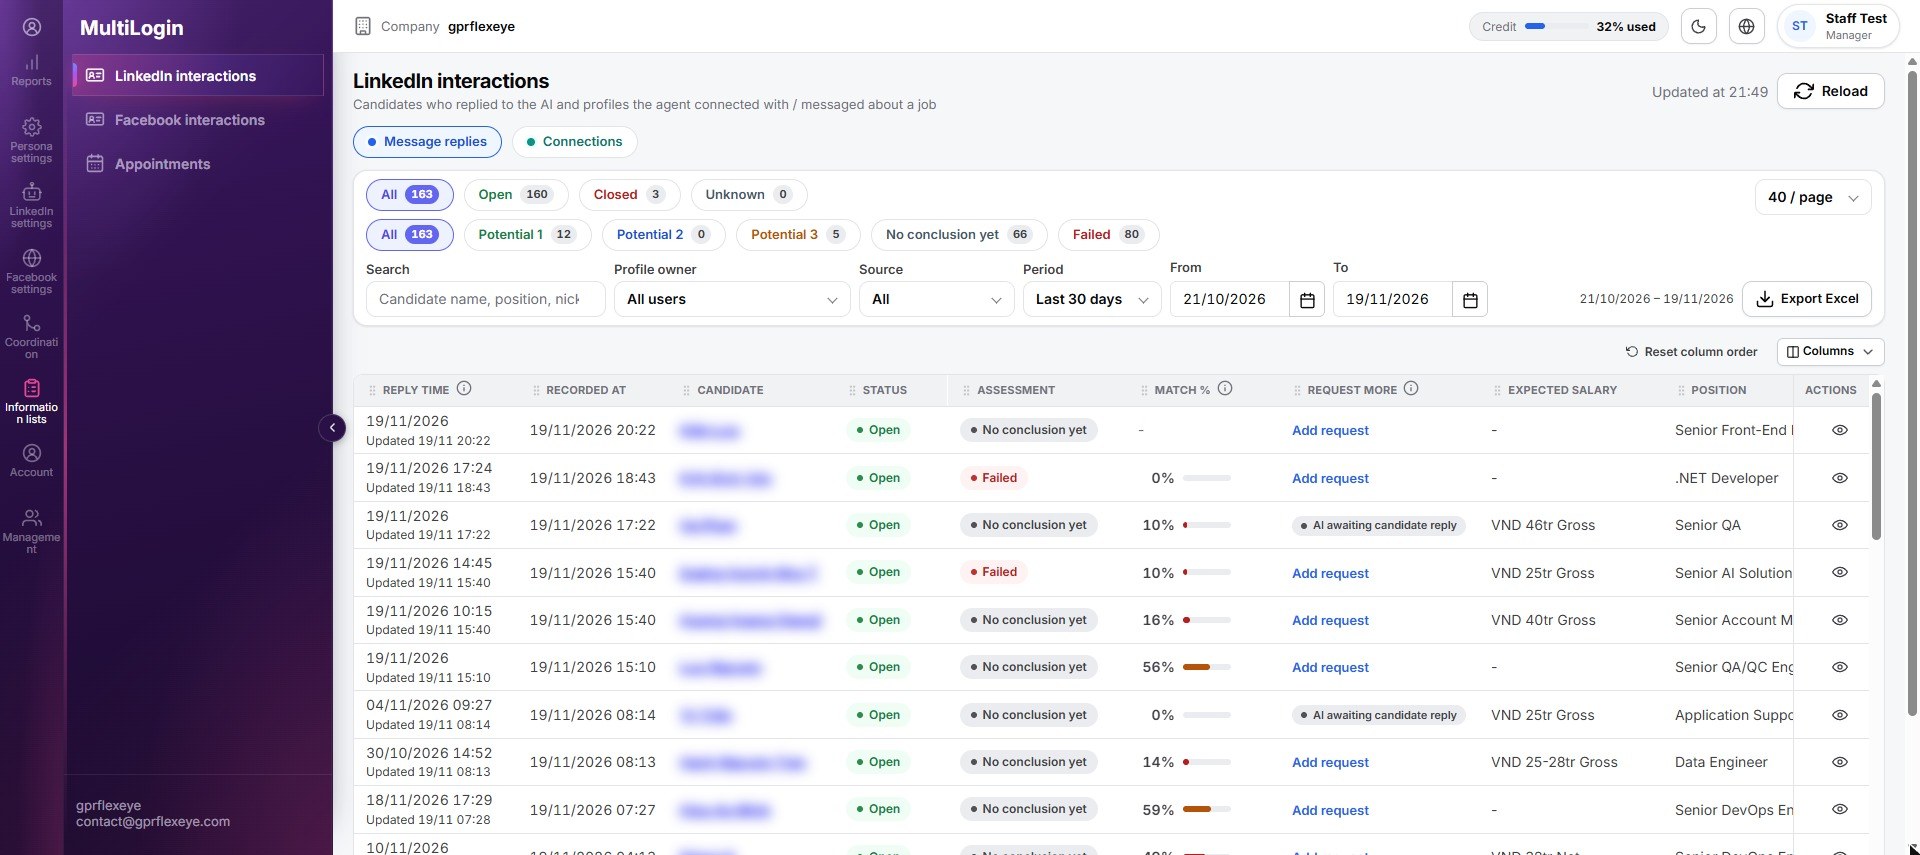 MultiLogin
Reports
Persona settings
LinkedIn settings
Facebook settings
Coordinati
on
Informatio
n lists
Account
Manageme
nt
LinkedIn interactions
Facebook interactions
Appointments
gprflexeye
contact@gprflexeye.com
Company gprflexeye
Credit 32% used
ST
Staff Test
Manager
LinkedIn interactions
Candidates who replied to the AI and profiles the agent connected with / messaged about a job
Updated at 21:49
Reload
Message replies
Connections
All 163 Open 160 Closed 3 Unknown 0
40 / page
All 163 Potential 1 12 Potential 2 0 Potential 3 5 No conclusion yet 66 Failed 80
Search Profile owner Source Period From To
Candidate name, position, nick All users All Last 30 days 21/10/2026 19/11/2026 21/10/2026 – 19/11/2026 Export Excel
Reset column order Columns
REPLY TIME RECORDED AT CANDIDATE STATUS ASSESSMENT MATCH % REQUEST MORE EXPECTED SALARY POSITION ACTIONS
19/11/2026
Updated 19/11 20:22
19/11/2026 20:22 Open No conclusion yet - Add request - Senior Front-End
19/11/2026 17:24
Updated 19/11 18:43
19/11/2026 18:43 Open Failed 0% Add request - .NET Developer
19/11/2026
Updated 19/11 17:22
19/11/2026 17:22 Open No conclusion yet 10% AI awaiting candidate reply VND 46tr Gross Senior QA
19/11/2026 14:45
Updated 19/11 15:40
19/11/2026 15:40 Open Failed 10% Add request VND 25tr Gross Senior AI Solution
19/11/2026 10:15
Updated 19/11 15:40
19/11/2026 15:40 Open No conclusion yet 16% Add request VND 40tr Gross Senior Account M
19/11/2026
Updated 19/11 15:10
19/11/2026 15:10 Open No conclusion yet 56% Add request - Senior QA/QC Eng
04/11/2026 09:27
Updated 19/11 08:14
19/11/2026 08:14 Open No conclusion yet 0% AI awaiting candidate reply VND 25tr Gross Application Suppo
30/10/2026 14:52
Updated 19/11 08:13
19/11/2026 08:13 Open No conclusion yet 14% Add request VND 25-28tr Gross Data Engineer
18/11/2026 17:29
Updated 19/11 07:28
19/11/2026 07:27 Open No conclusion yet 59% Add request - Senior DevOps En
10/11/2026